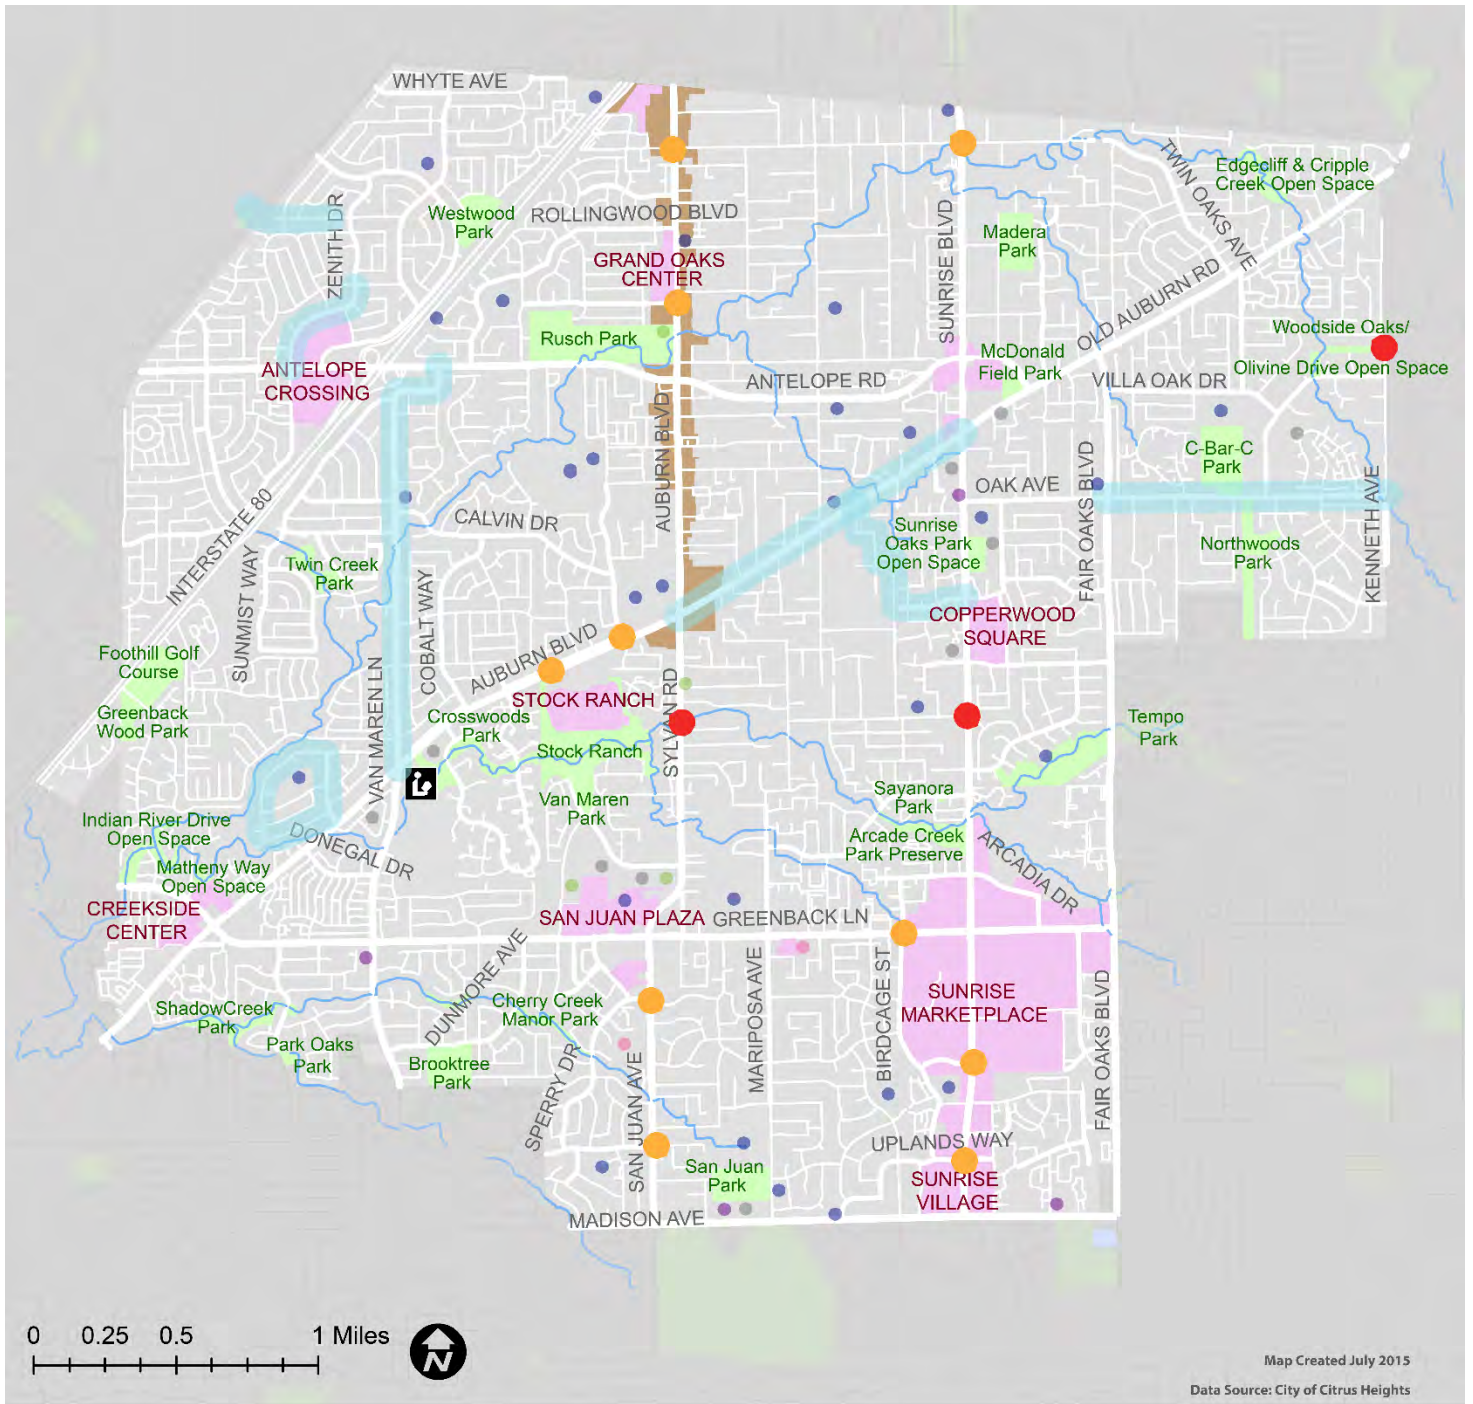 WHYTE AVE
TWIN OAKS AVE
Edgecliff & Cripple
Creek Open Space
ZENITH DR
Westwood
Park
ROLLINGWOOD BLVD
SUNRISE BLVD
Madera
Park
GRAND OAKS
CENTER
OLD AUBURN RD
Rusch Park
Woodside Oaks/
Olivine Drive Open Space
McDonald
Field Park
ANTELOPE
CROSSING
ANTELOPE RD
VILLA OAK DR
AUBURN BLVD
C-Bar-C
Park
FAIR OAKS BLVD
OAK AVE
KENNETH AVE
INTERSTATE 80
CALVIN DR
Sunrise
Oaks Park
Open Space
Northwoods
Park
Twin Creek
Park
SUNMIST WAY
COBALT WAY
COPPERWOOD
SQUARE
AUBURN BLVD
Foothill Golf
Course
VAN MAREN LN
STOCK RANCH
SYLVAN RD
Greenback
Wood Park
Crosswoods
Park
Tempo
Park
Stock Ranch
Van Maren
Park
Sayanora
Park
Indian River Drive
Open Space
DONEGAL DR
Arcade Creek
Park Preserve
ARCADIA DR
Matheny Way
Open Space
CREEKSIDE
CENTER
SAN JUAN PLAZA
GREENBACK LN
DUNMORE AVE
MARIPOSA AVE
BIRDCAGE ST
SUNRISE
MARKETPLACE
FAIR OAKS BLVD
ShadowCreek
Park
Cherry Creek
Manor Park
Park Oaks
Park
Brooktree
Park
SPERRY DR
SAN JUAN AVE
UPLANDS WAY
San Juan
Park
SUNRISE
VILLAGE
MADISON AVE
0 0.25 0.5 1 Miles
N
Map Created July 2015
Data Source: City of Citrus Heights